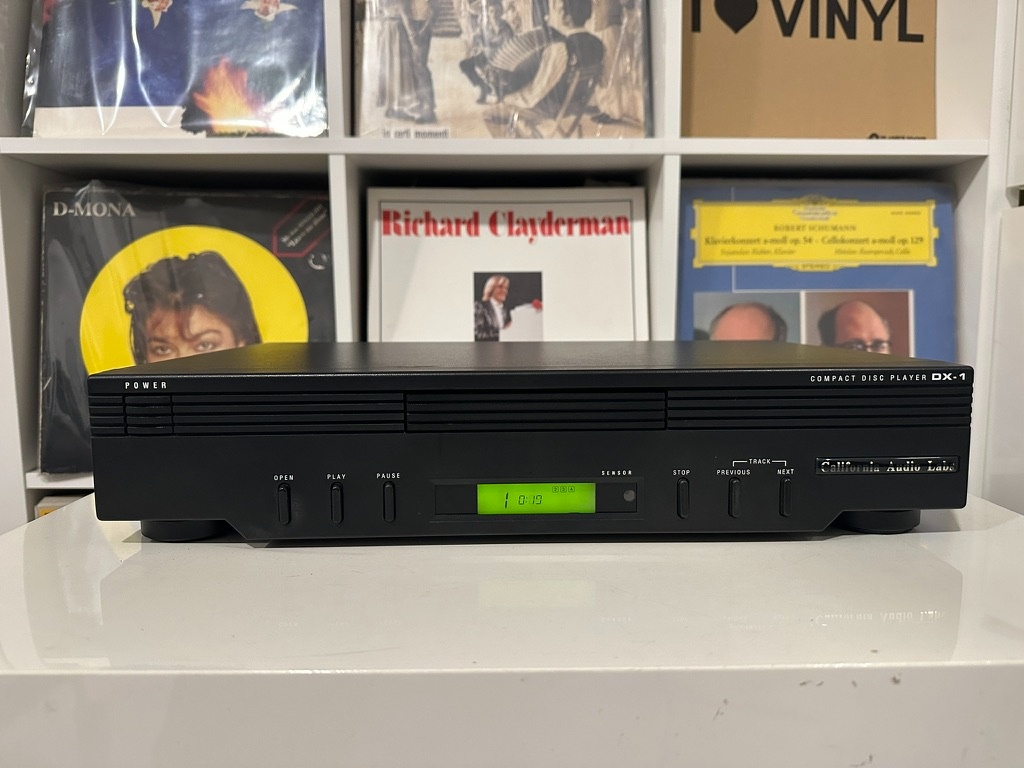 I ♥ VINYL
D-MONA
Richard Clayderman
ROBERT SCHUMANN
Klavierkonzert a-moll op. 54 · Cellokonzert a-moll op. 129
POWER
COMPACT DISC PLAYER DX-1
OPEN
PLAY
PAUSE
SENSOR
STOP
TRACK
PREVIOUS
NEXT
California Audio Labs
1 0:19